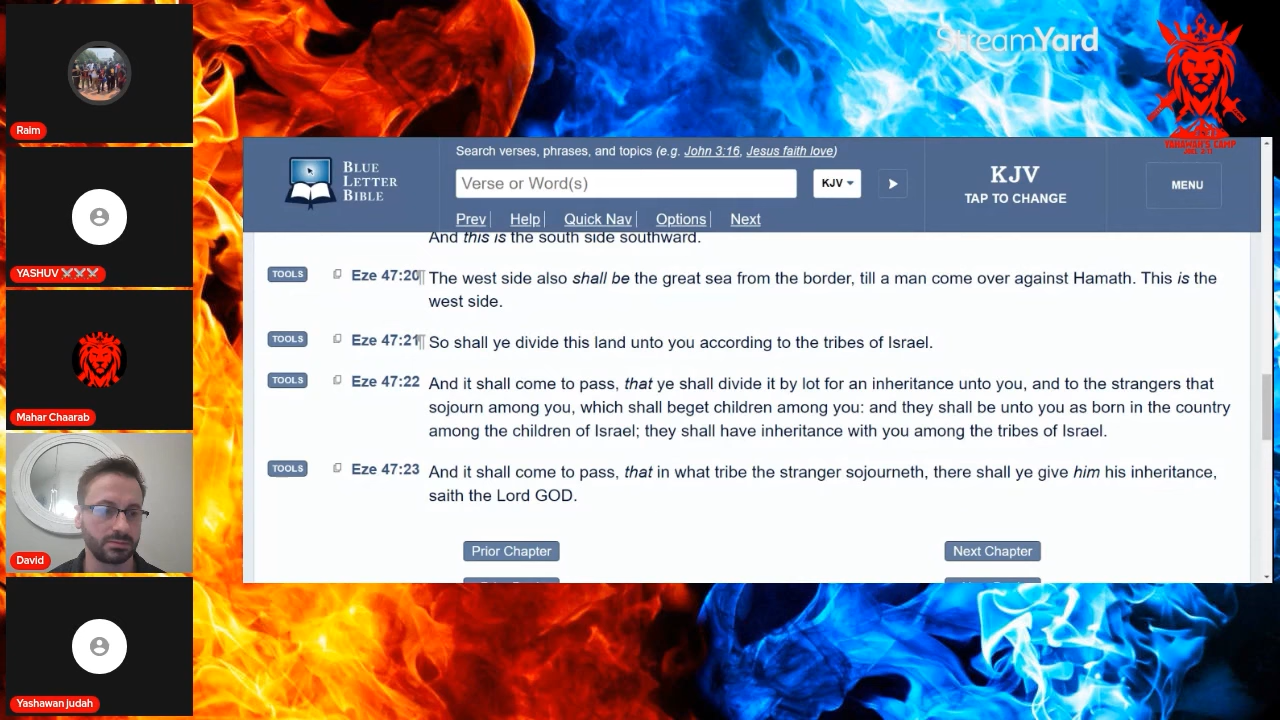 Raim
YASHUV ⚔⚔⚔
Mahar Chaarab
David
Yashawan judah
StreamYard
YAHAWAH'S CAMP
BLUE
LETTER
BIBLE
Search verses, phrases, and topics (e.g. John 3:16, Jesus faith love)
Verse or Word(s)
KJV
Prev| Help| Quick Nav| Options| Next
KJV
TAP TO CHANGE
MENU
And this is the south side southward.
TOOLS Eze 47:20¶ The west side also shall be the great sea from the border, till a man come over against Hamath. This is the
west side.
TOOLS Eze 47:21¶ So shall ye divide this land unto you according to the tribes of Israel.
TOOLS Eze 47:22 And it shall come to pass, that ye shall divide it by lot for an inheritance unto you, and to the strangers that
sojourn among you, which shall beget children among you: and they shall be unto you as born in the country
among the children of Israel; they shall have inheritance with you among the tribes of Israel.
TOOLS Eze 47:23 And it shall come to pass, that in what tribe the stranger sojourneth, there shall ye give him his inheritance,
saith the Lord GOD.
Prior Chapter
Next Chapter